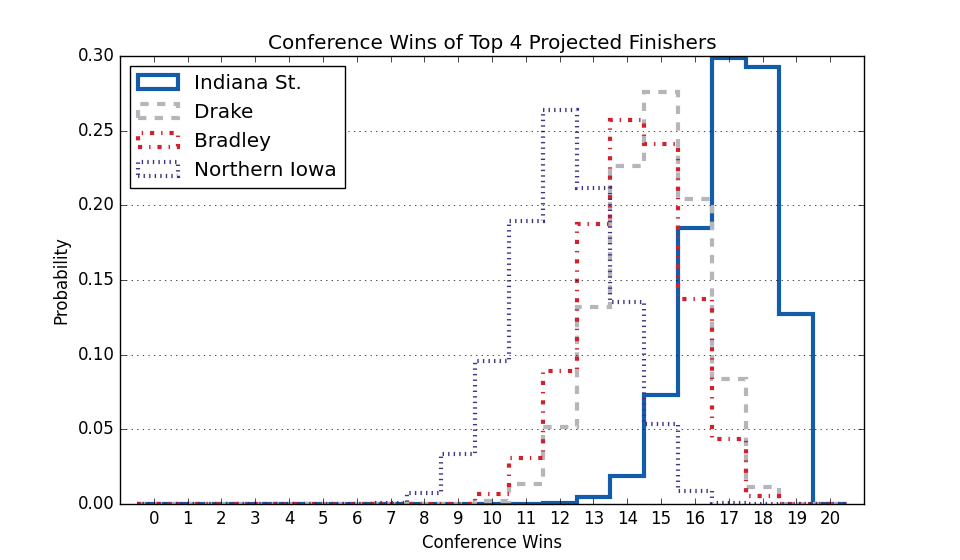 Conference Wins of Top 4 Projected Finishers
0.30
0.25
0.20
0.15
0.10
0.05
0.00
Probability
Indiana St.
Drake
Bradley
Northern Iowa
0 1 2 3 4 5 6 7 8 9 10 11 12 13 14 15 16 17 18 19 20
Conference Wins